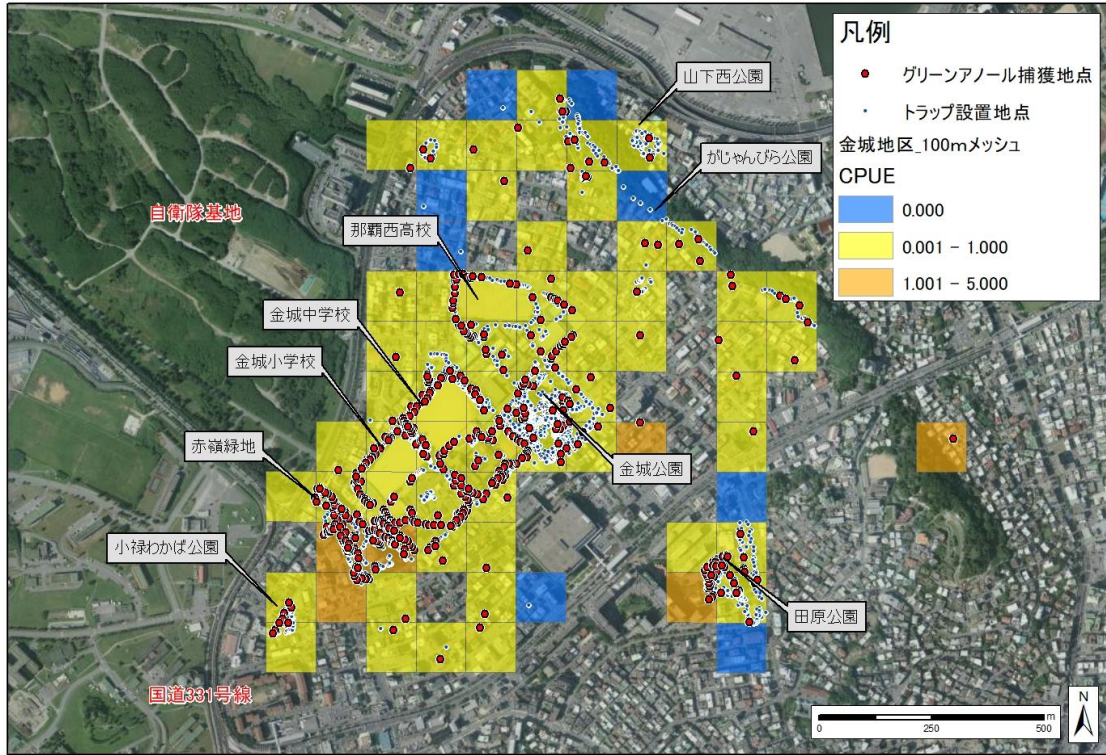 凡例
グリーンアノール捕獲地点
トラップ設置地点
金城地区_100mメッシュ
CPUE
0.000
0.001 - 1.000
1.001 - 5.000
山下西公園
がじゃんびら公園
自衛隊基地
那覇西高校
金城中学校
金城小学校
赤嶺緑地
金城公園
小禄わかば公園
田原公園
国道331号線
N
m
0 250 500